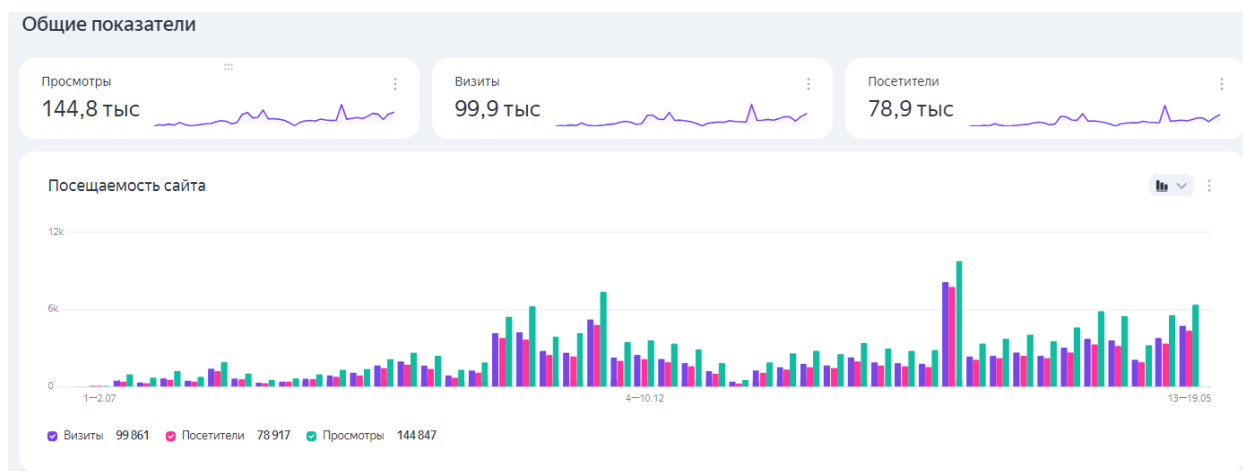 Общие показатели
Просмотры
144,8 тыс
Визиты
99,9 тыс
Посетители
78,9 тыс
Посещаемость сайта
12k
6k
0
1—2.07
4—10.12
13—19.05
Визиты 99 861 Посетители 78 917 Просмотры 144 847